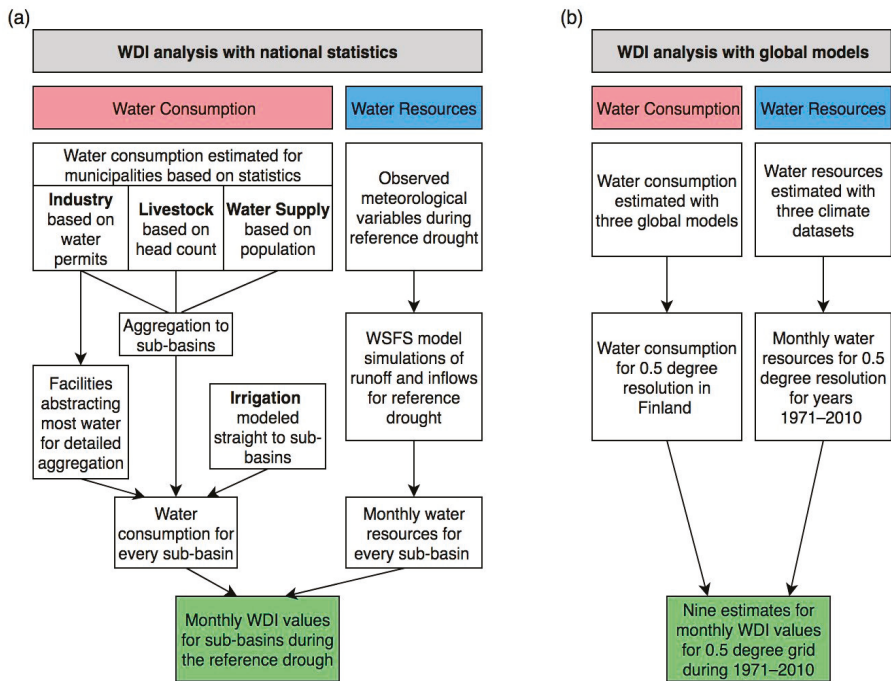 (a)
WDI analysis with national statistics
Water Consumption
Water Resources
Water consumption estimated for
municipalities based on statistics
Industry
based on
water
permits
Livestock
based on
head count
Water Supply
based on
population
Observed
meteorological
variables during
reference drought
Aggregation to
sub-basins
WSFS model
simulations of
runoff and inflows
for reference
drought
Facilities
abstracting
most water
for detailed
aggregation
Irrigation
modeled
straight to sub-
basins
Water
consumption for
every sub-basin
Monthly water
resources for
every sub-basin
Monthly WDI values
for sub-basins during
the reference drough
(b)
WDI analysis with global models
Water Consumption
Water Resources
Water consumption
estimated with
three global models
Water resources
estimated with
three climate
datasets
Water consumption
for 0.5 degree
resolution in
Finland
Monthly water
resources for 0.5
degree resolution
for years
1971–2010
Nine estimates for
monthly WDI values
for 0.5 degree grid
during 1971–2010